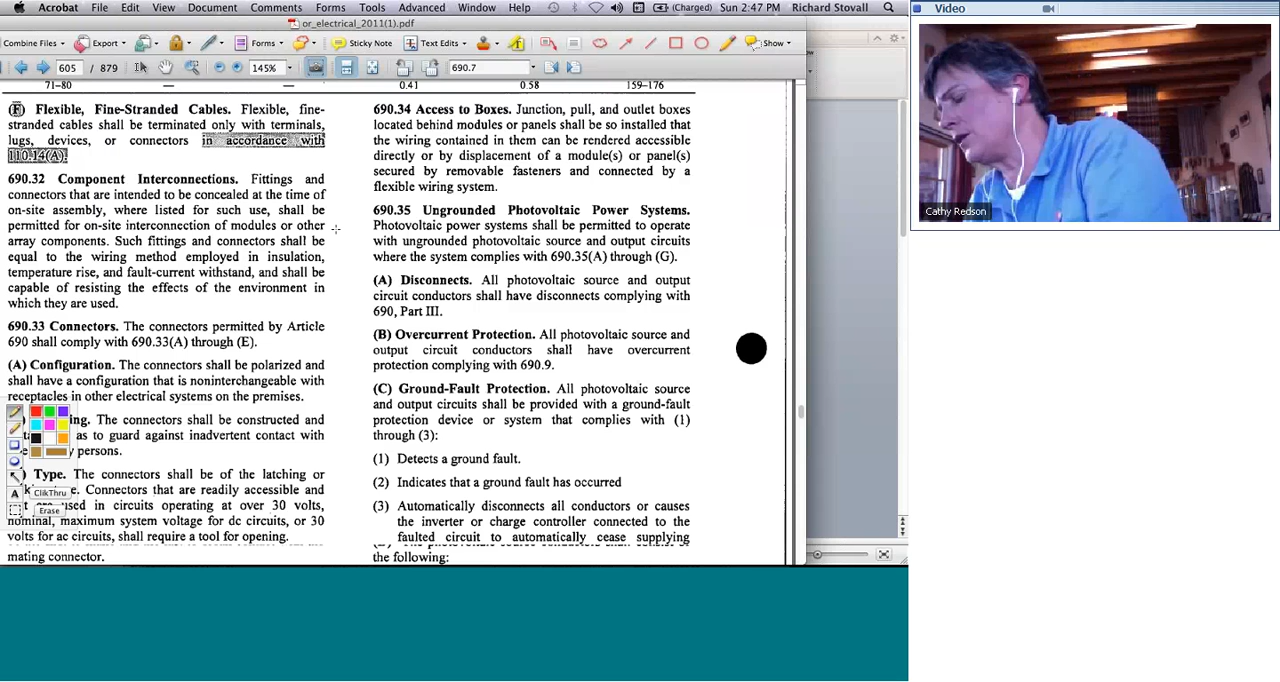 Acrobat File Edit View Document Comments Forms Tools Advanced Window Help (Charged) Sun 2:47 PM Richard Stovall
or_electrical_2011(1).pdf
Combine Files Export Forms Sticky Note Text Edits Show
605 / 879 145% 690.7
71-80 — — 0.41 0.58 159-176
(F) Flexible, Fine-Stranded Cables. Flexible, fine-
stranded cables shall be terminated only with terminals,
lugs, devices, or connectors in accordance with
110.14(A).
690.32 Component Interconnections. Fittings and
connectors that are intended to be concealed at the time of
on-site assembly, where listed for such use, shall be
permitted for on-site interconnection of modules or other
array components. Such fittings and connectors shall be
equal to the wiring method employed in insulation,
temperature rise, and fault-current withstand, and shall be
capable of resisting the effects of the environment in
which they are used.
690.33 Connectors. The connectors permitted by Article
690 shall comply with 690.33(A) through (E).
(A) Configuration. The connectors shall be polarized and
shall have a configuration that is noninterchangeable with
receptacles in other electrical systems on the premises.
The connectors shall be constructed and
as to guard against inadvertent contact with
persons.
Type. The connectors shall be of the latching or
Connectors that are readily accessible and
used in circuits operating at over 30 volts,
nominal, maximum system voltage for dc circuits, or 30
volts for ac circuits, shall require a tool for opening.
mating connector.
ClikThru
Erase
690.34 Access to Boxes. Junction, pull, and outlet boxes
located behind modules or panels shall be so installed that
the wiring contained in them can be rendered accessible
directly or by displacement of a module(s) or panel(s)
secured by removable fasteners and connected by a
flexible wiring system.
690.35 Ungrounded Photovoltaic Power Systems.
Photovoltaic power systems shall be permitted to operate
with ungrounded photovoltaic source and output circuits
where the system complies with 690.35(A) through (G).
(A) Disconnects. All photovoltaic source and output
circuit conductors shall have disconnects complying with
690, Part III.
(B) Overcurrent Protection. All photovoltaic source and
output circuit conductors shall have overcurrent
protection complying with 690.9.
(C) Ground-Fault Protection. All photovoltaic source
and output circuits shall be provided with a ground-fault
protection device or system that complies with (1)
through (3):
(1) Detects a ground fault.
(2) Indicates that a ground fault has occurred
(3) Automatically disconnects all conductors or causes
the inverter or charge controller connected to the
faulted circuit to automatically cease supplying
the following:
Video
Cathy Redson